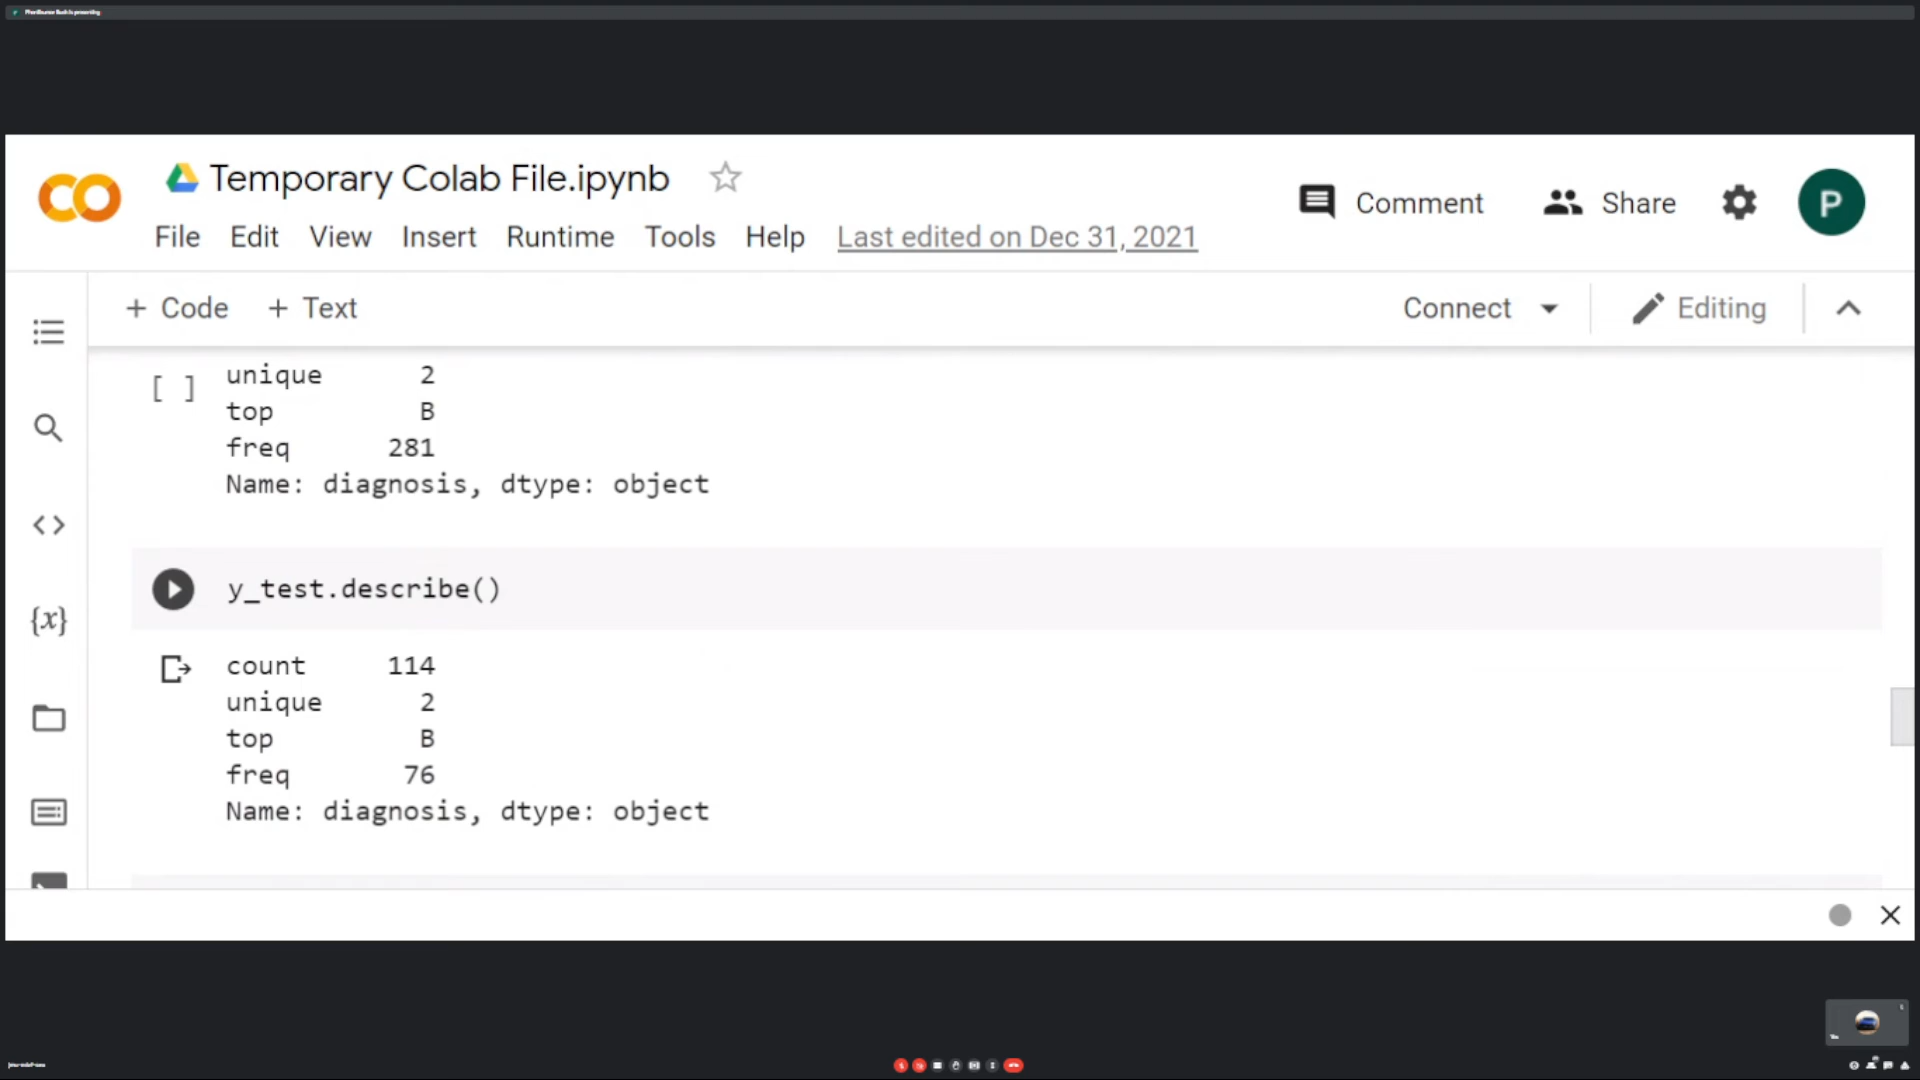 Temporary Colab File.ipynb
Comment
Share
P
File Edit View Insert Runtime Tools Help Last edited on Dec 31, 2021
+ Code + Text
Connect
Editing
[ ]
unique 2
top B
freq 281
Name: diagnosis, dtype: object
y_test.describe()
{x}
count 114
unique 2
top B
freq 76
Name: diagnosis, dtype: object